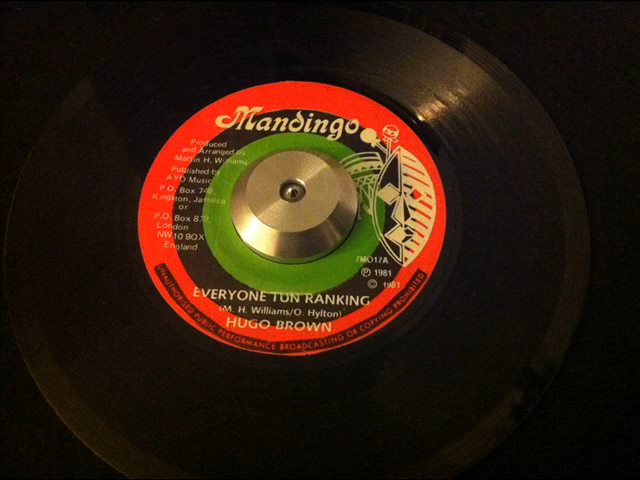 Mandingo
Produced
and Arranged by
Martin H. Williams
Published by
AYD Music
P.O. Box 748,
Kingston, Jamaica
or
P.O. Box 819,
London
NW10 9QX
England
7MO17A
℗ 1981
© 1981
EVERYONE TUN RANKING
(M. H. Williams/O. Hylton)
HUGO BROWN
UNAUTHORISED PUBLIC PERFORMANCE BROADCASTING OR COPYING PROHIBITED